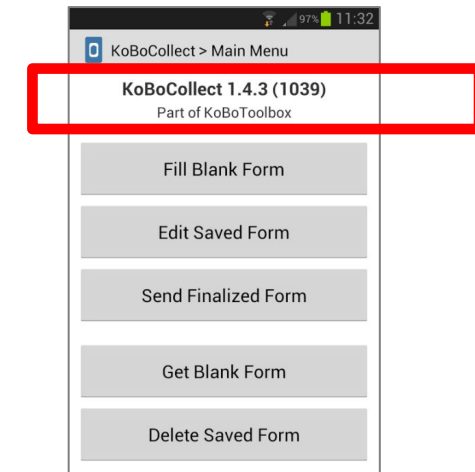 97% 11:32
KoBoCollect > Main Menu
KoBoCollect 1.4.3 (1039)
Part of KoBoToolbox
Fill Blank Form
Edit Saved Form
Send Finalized Form
Get Blank Form
Delete Saved Form